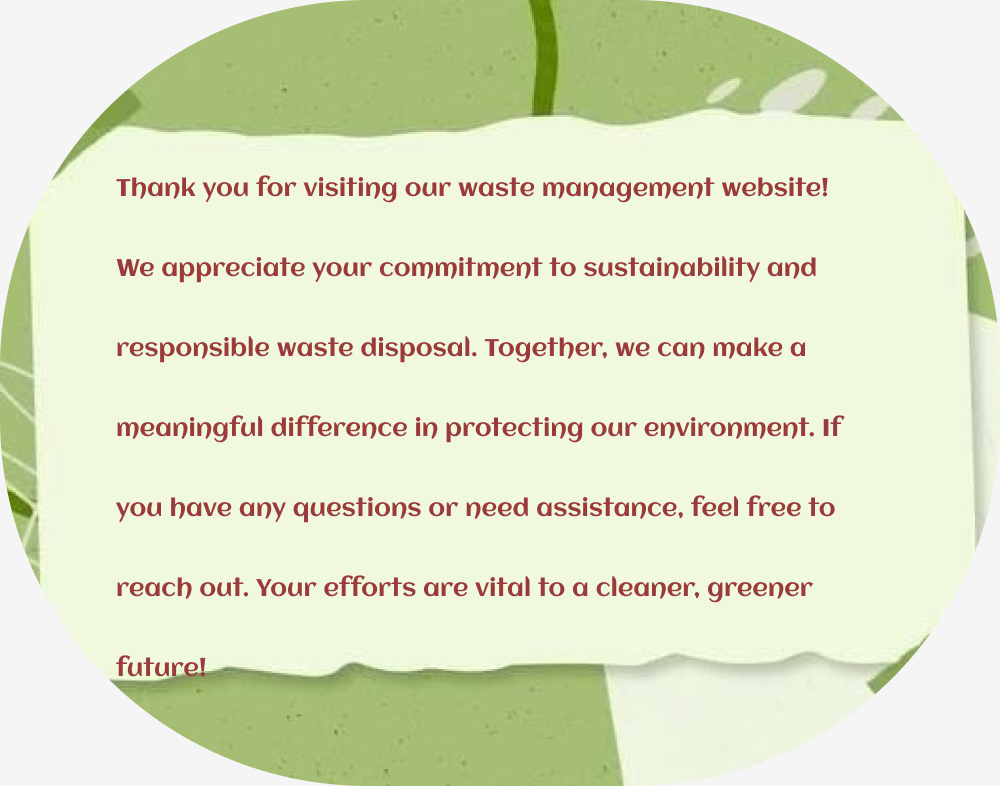 Thank you for visiting our waste management website!
We appreciate your commitment to sustainability and
responsible waste disposal. Together, we can make a
meaningful difference in protecting our environment. If
you have any questions or need assistance, feel free to
reach out. Your efforts are vital to a cleaner, greener
future!